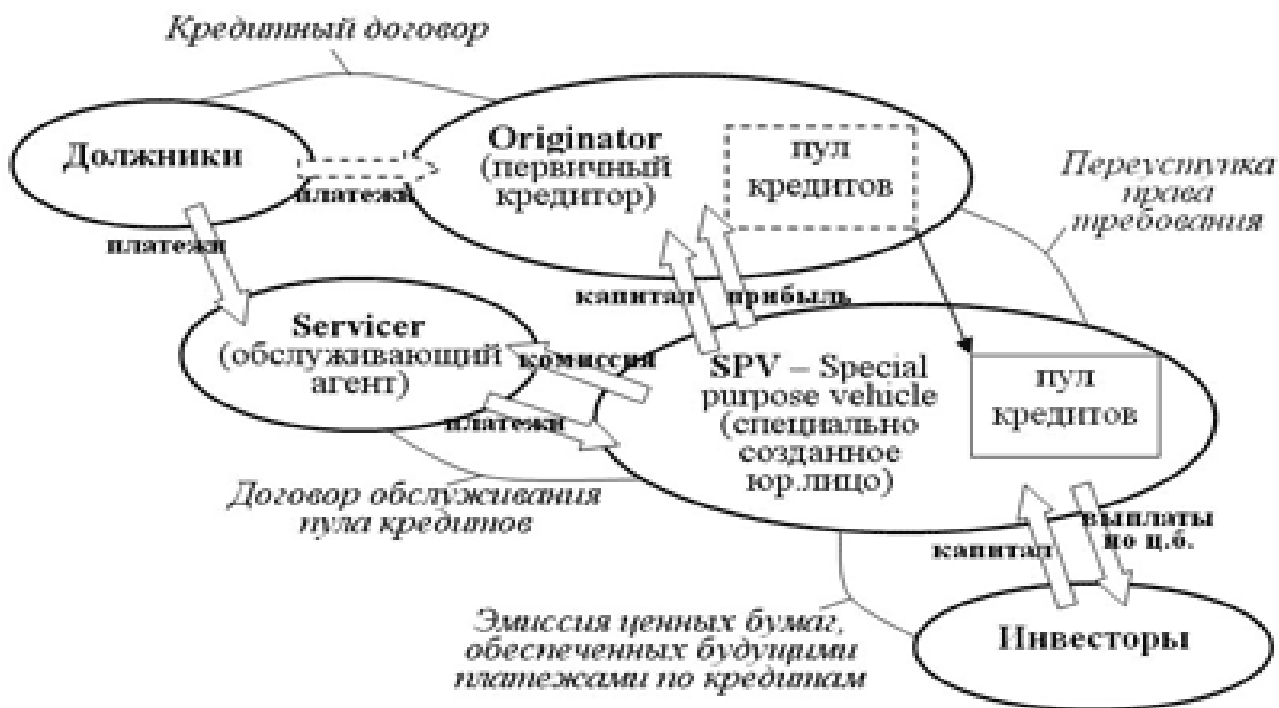 Кредитный договор
Должники
платежи
Originator
(первичный
кредитор)
пул
кредитов
Переуступка
права
требования
платежи
капитал
прибыль
Servicer
(обслуживающий
агент)
комиссия
платежи
SPV – Special
purpose vehicle
(специально
созданное
юр.лицо)
пул
кредитов
Договор обслуживания
пула кредитов
капитал
выплаты
по ц.б.
Эмиссия ценных бумаг,
обеспеченных будущими
платежами по кредитам
Инвесторы